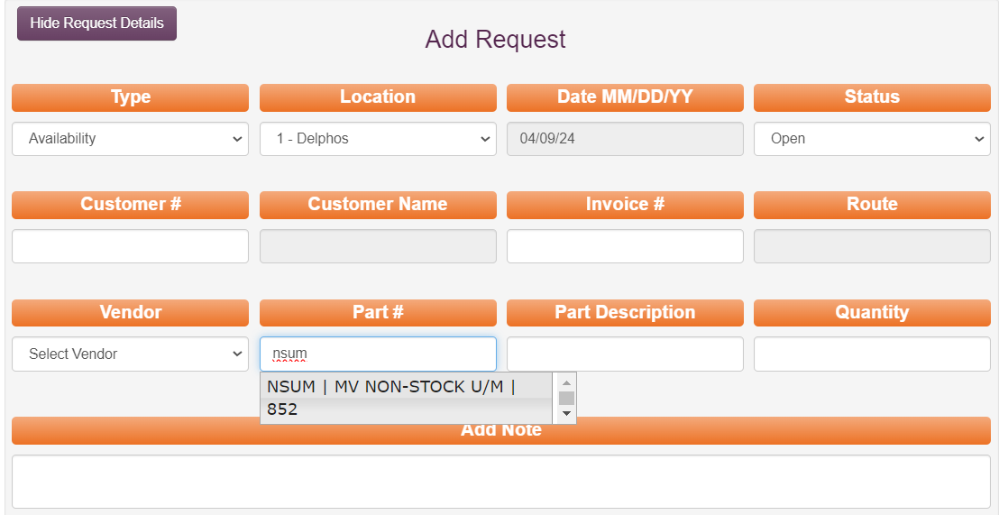 Hide Request Details
Add Request
Type Location Date MM/DD/YY Status
Availability 1 - Delphos 04/09/24 Open
Customer # Customer Name Invoice # Route
Vendor Part # Part Description Quantity
Select Vendor nsum
NSUM | MV NON-STOCK U/M |
852
Add Note